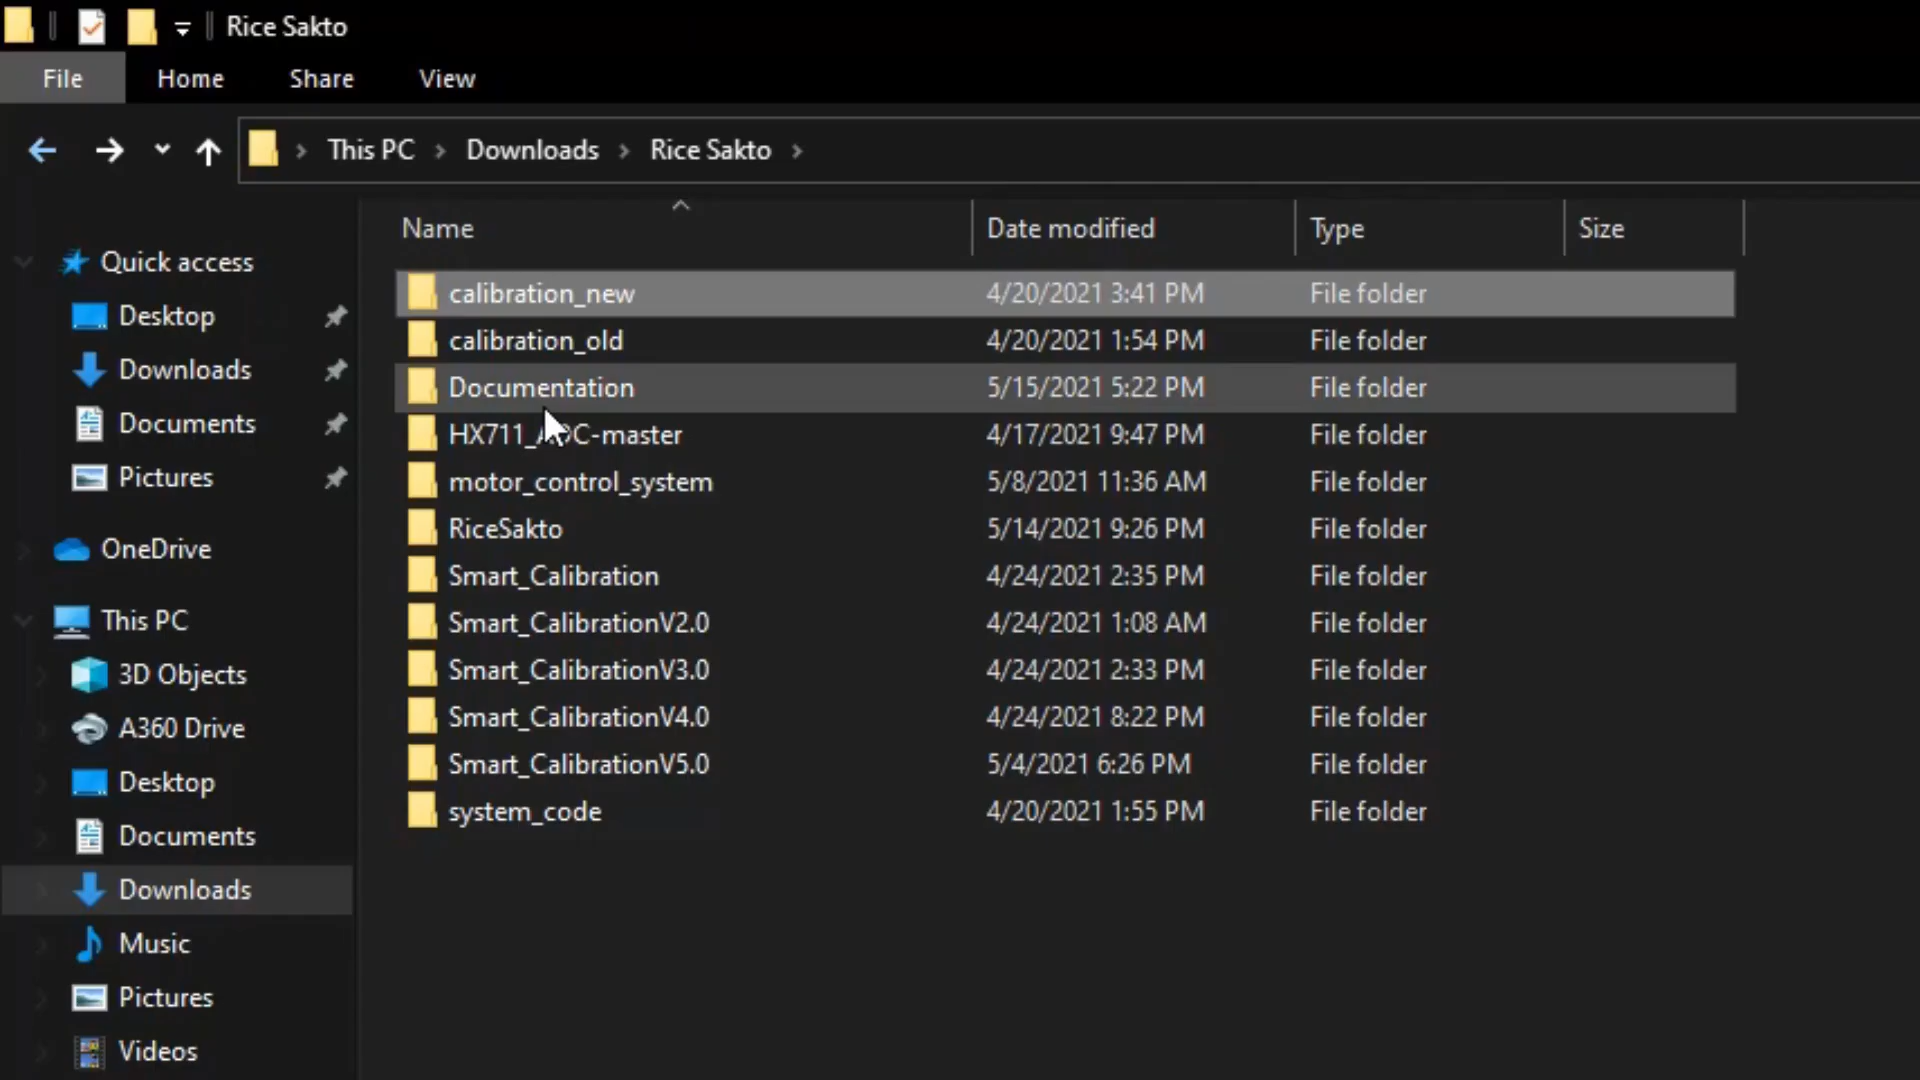 Rice Sakto
File Home Share View
This PC Downloads Rice Sakto
Name Date modified Type Size
Quick access
Desktop
Downloads
Documents
Pictures
OneDrive
This PC
3D Objects
A360 Drive
Desktop
Documents
Downloads
Music
Pictures
Videos
calibration_new 4/20/2021 3:41 PM File folder
calibration_old 4/20/2021 1:54 PM File folder
Documentation 5/15/2021 5:22 PM File folder
HX711_ADC-master 4/17/2021 9:47 PM File folder
motor_control_system 5/8/2021 11:36 AM File folder
RiceSakto 5/14/2021 9:26 PM File folder
Smart_Calibration 4/24/2021 2:35 PM File folder
Smart_CalibrationV2.0 4/24/2021 1:08 AM File folder
Smart_CalibrationV3.0 4/24/2021 2:33 PM File folder
Smart_CalibrationV4.0 4/24/2021 8:22 PM File folder
Smart_CalibrationV5.0 5/4/2021 6:26 PM File folder
system_code 4/20/2021 1:55 PM File folder